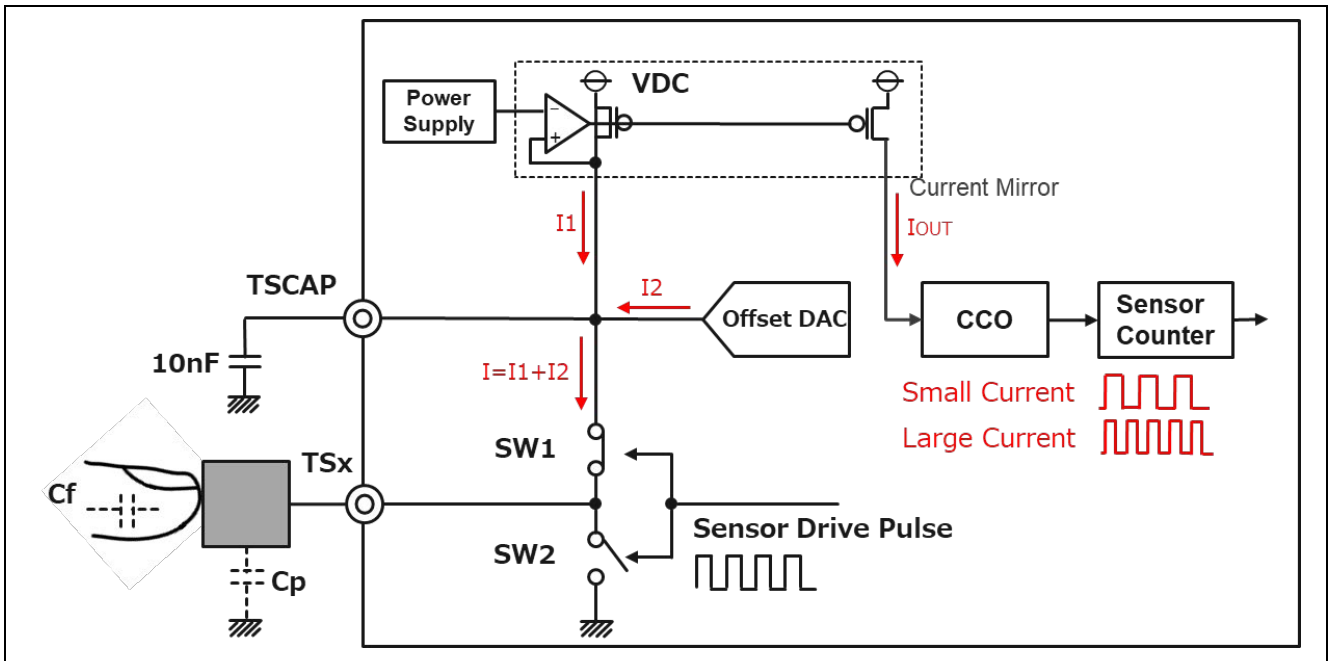 VDC
Power
Supply
−
+
Current Mirror
I1
IOUT
TSCAP
I2
Offset DAC
CCO
Sensor
Counter
10nF
I=I1+I2
Small Current
Large Current
SW1
TSx
Cf
Sensor Drive Pulse
SW2
Cp